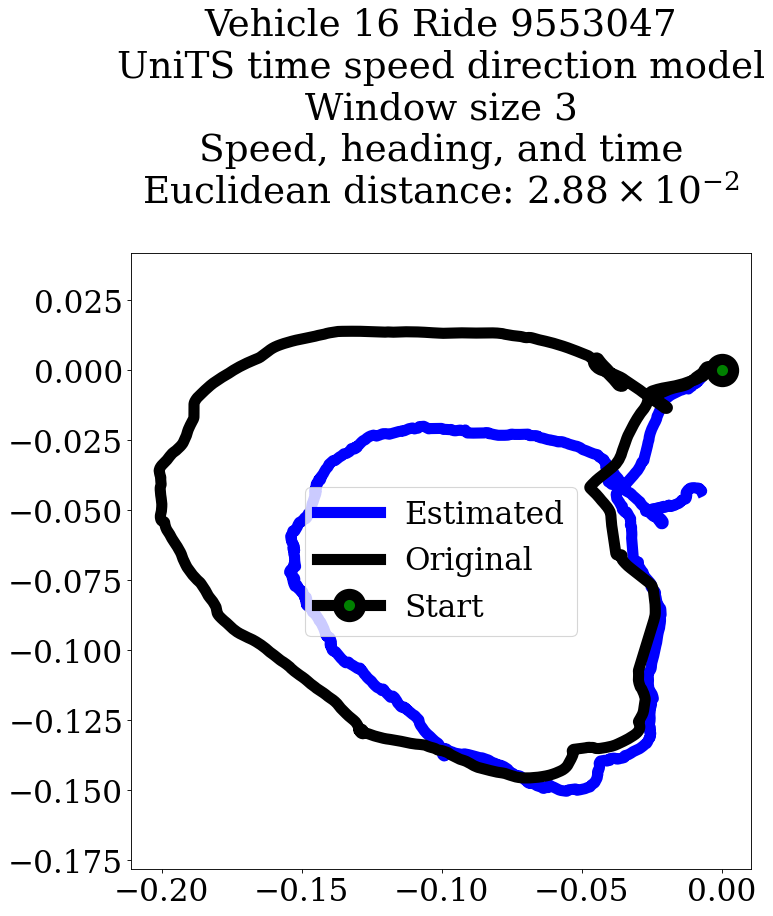 Vehicle 16 Ride 9553047
UniTS time speed direction model
Window size 3
Speed, heading, and time
Euclidean distance: 2.88 × 10⁻²
0.025
0.000
−0.025
−0.050
−0.075
−0.100
−0.125
−0.150
−0.175
Estimated
Original
Start
−0.20 −0.15 −0.10 −0.05 0.00